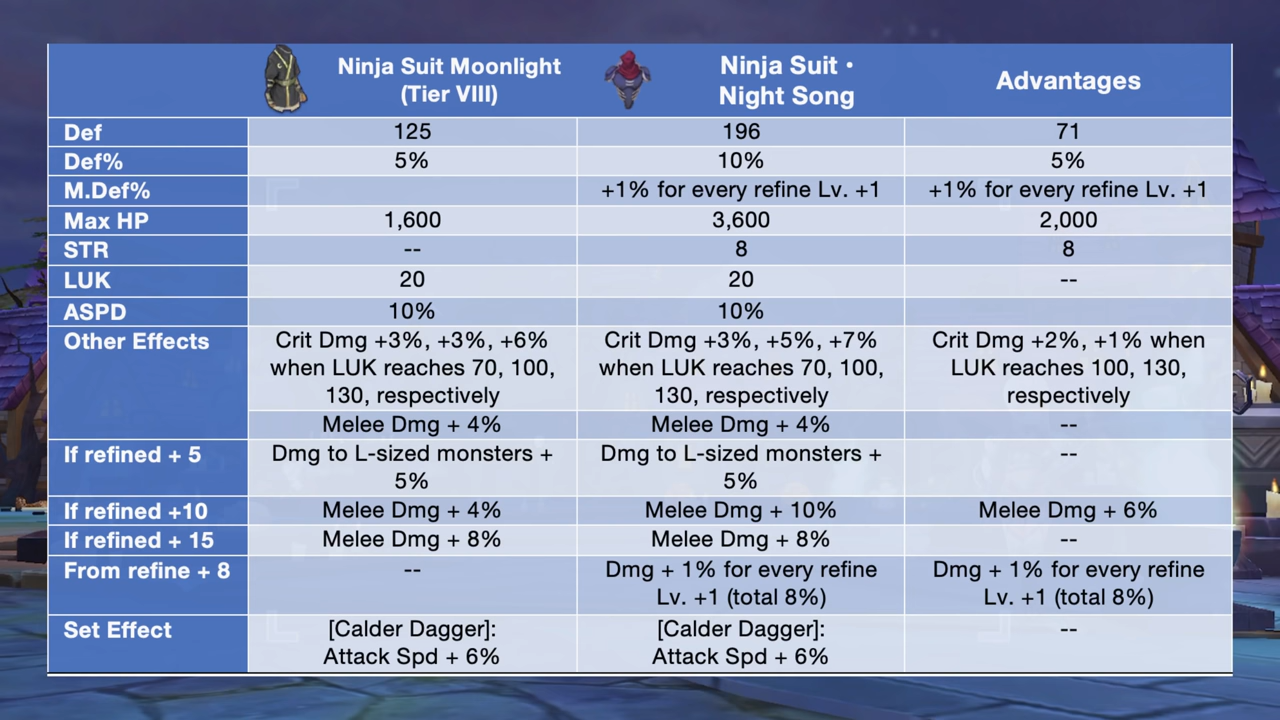 Ninja Suit Moonlight
(Tier VIII)
Ninja Suit •
Night Song
Advantages
Def
125
196
71
Def%
5%
10%
5%
M.Def%
+1% for every refine Lv. +1
+1% for every refine Lv. +1
Max HP
1,600
3,600
2,000
STR
--
8
8
LUK
20
20
--
ASPD
10%
10%
Other Effects
Crit Dmg +3%, +3%, +6%
when LUK reaches 70, 100,
130, respectively
Crit Dmg +3%, +5%, +7%
when LUK reaches 70, 100,
130, respectively
Crit Dmg +2%, +1% when
LUK reaches 100, 130,
respectively
Melee Dmg + 4%
Melee Dmg + 4%
--
If refined + 5
Dmg to L-sized monsters +
5%
Dmg to L-sized monsters +
5%
--
If refined +10
Melee Dmg + 4%
Melee Dmg + 10%
Melee Dmg + 6%
If refined + 15
Melee Dmg + 8%
Melee Dmg + 8%
--
From refine + 8
--
Dmg + 1% for every refine
Lv. +1 (total 8%)
Dmg + 1% for every refine
Lv. +1 (total 8%)
Set Effect
[Calder Dagger]:
Attack Spd + 6%
[Calder Dagger]:
Attack Spd + 6%
--